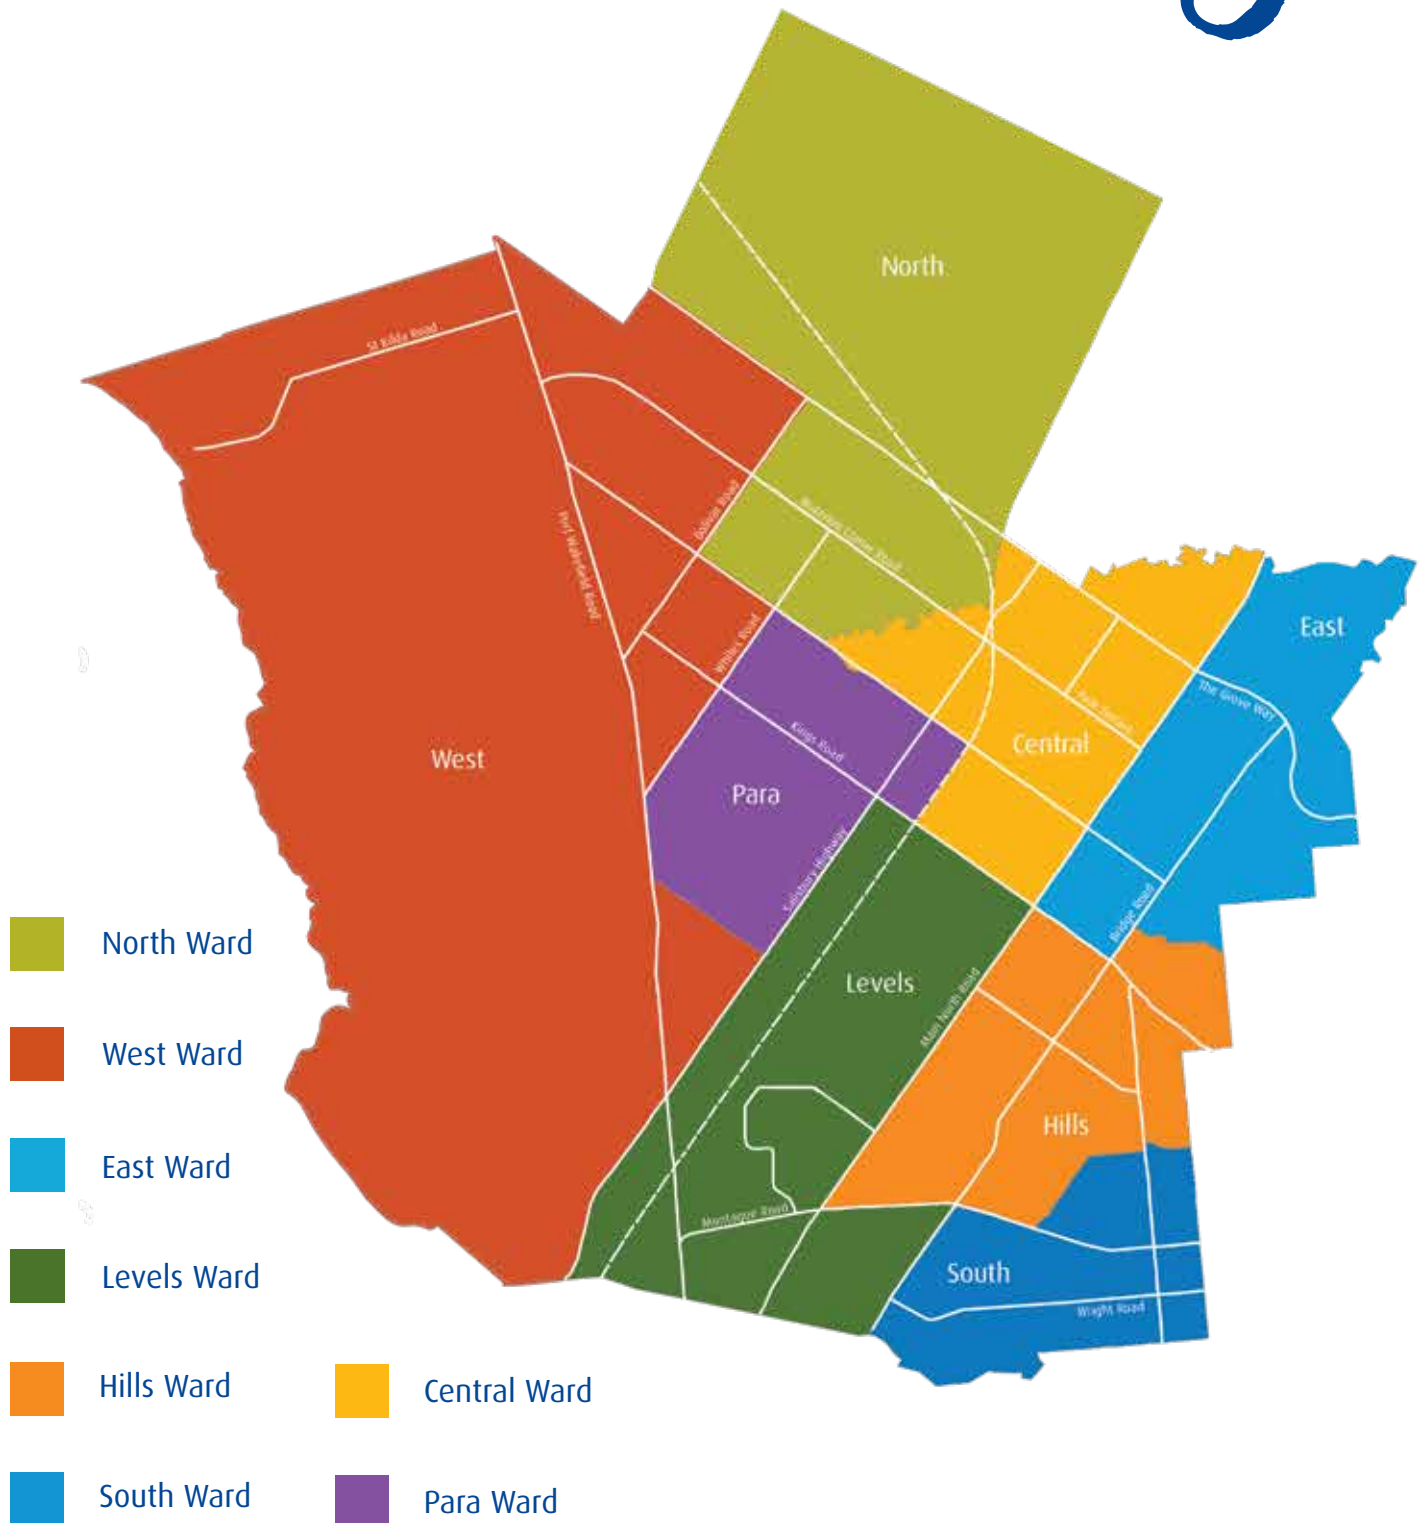 North
St Kilda Road
Bolivar Road
Waterloo Corner Road
Port Wakefield Road
East
Whites Road
The Grove Way
Park Terrace
West
Kings Road
Central
Para
Salisbury Highway
Bridge Road
Levels
Main North Road
Hills
Montague Road
South
Wright Road
North Ward
West Ward
East Ward
Levels Ward
Hills Ward
Central Ward
South Ward
Para Ward